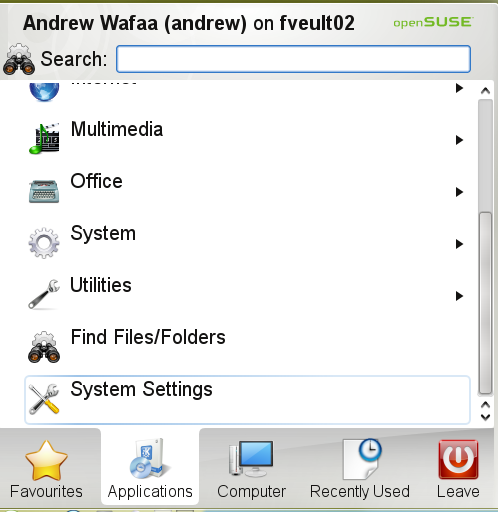 Andrew Wafaa (andrew) on fveult02
openSUSE
Search:
Internet
Multimedia
Office
System
Utilities
Find Files/Folders
System Settings
Favourites
Applications
Computer
Recently Used
Leave